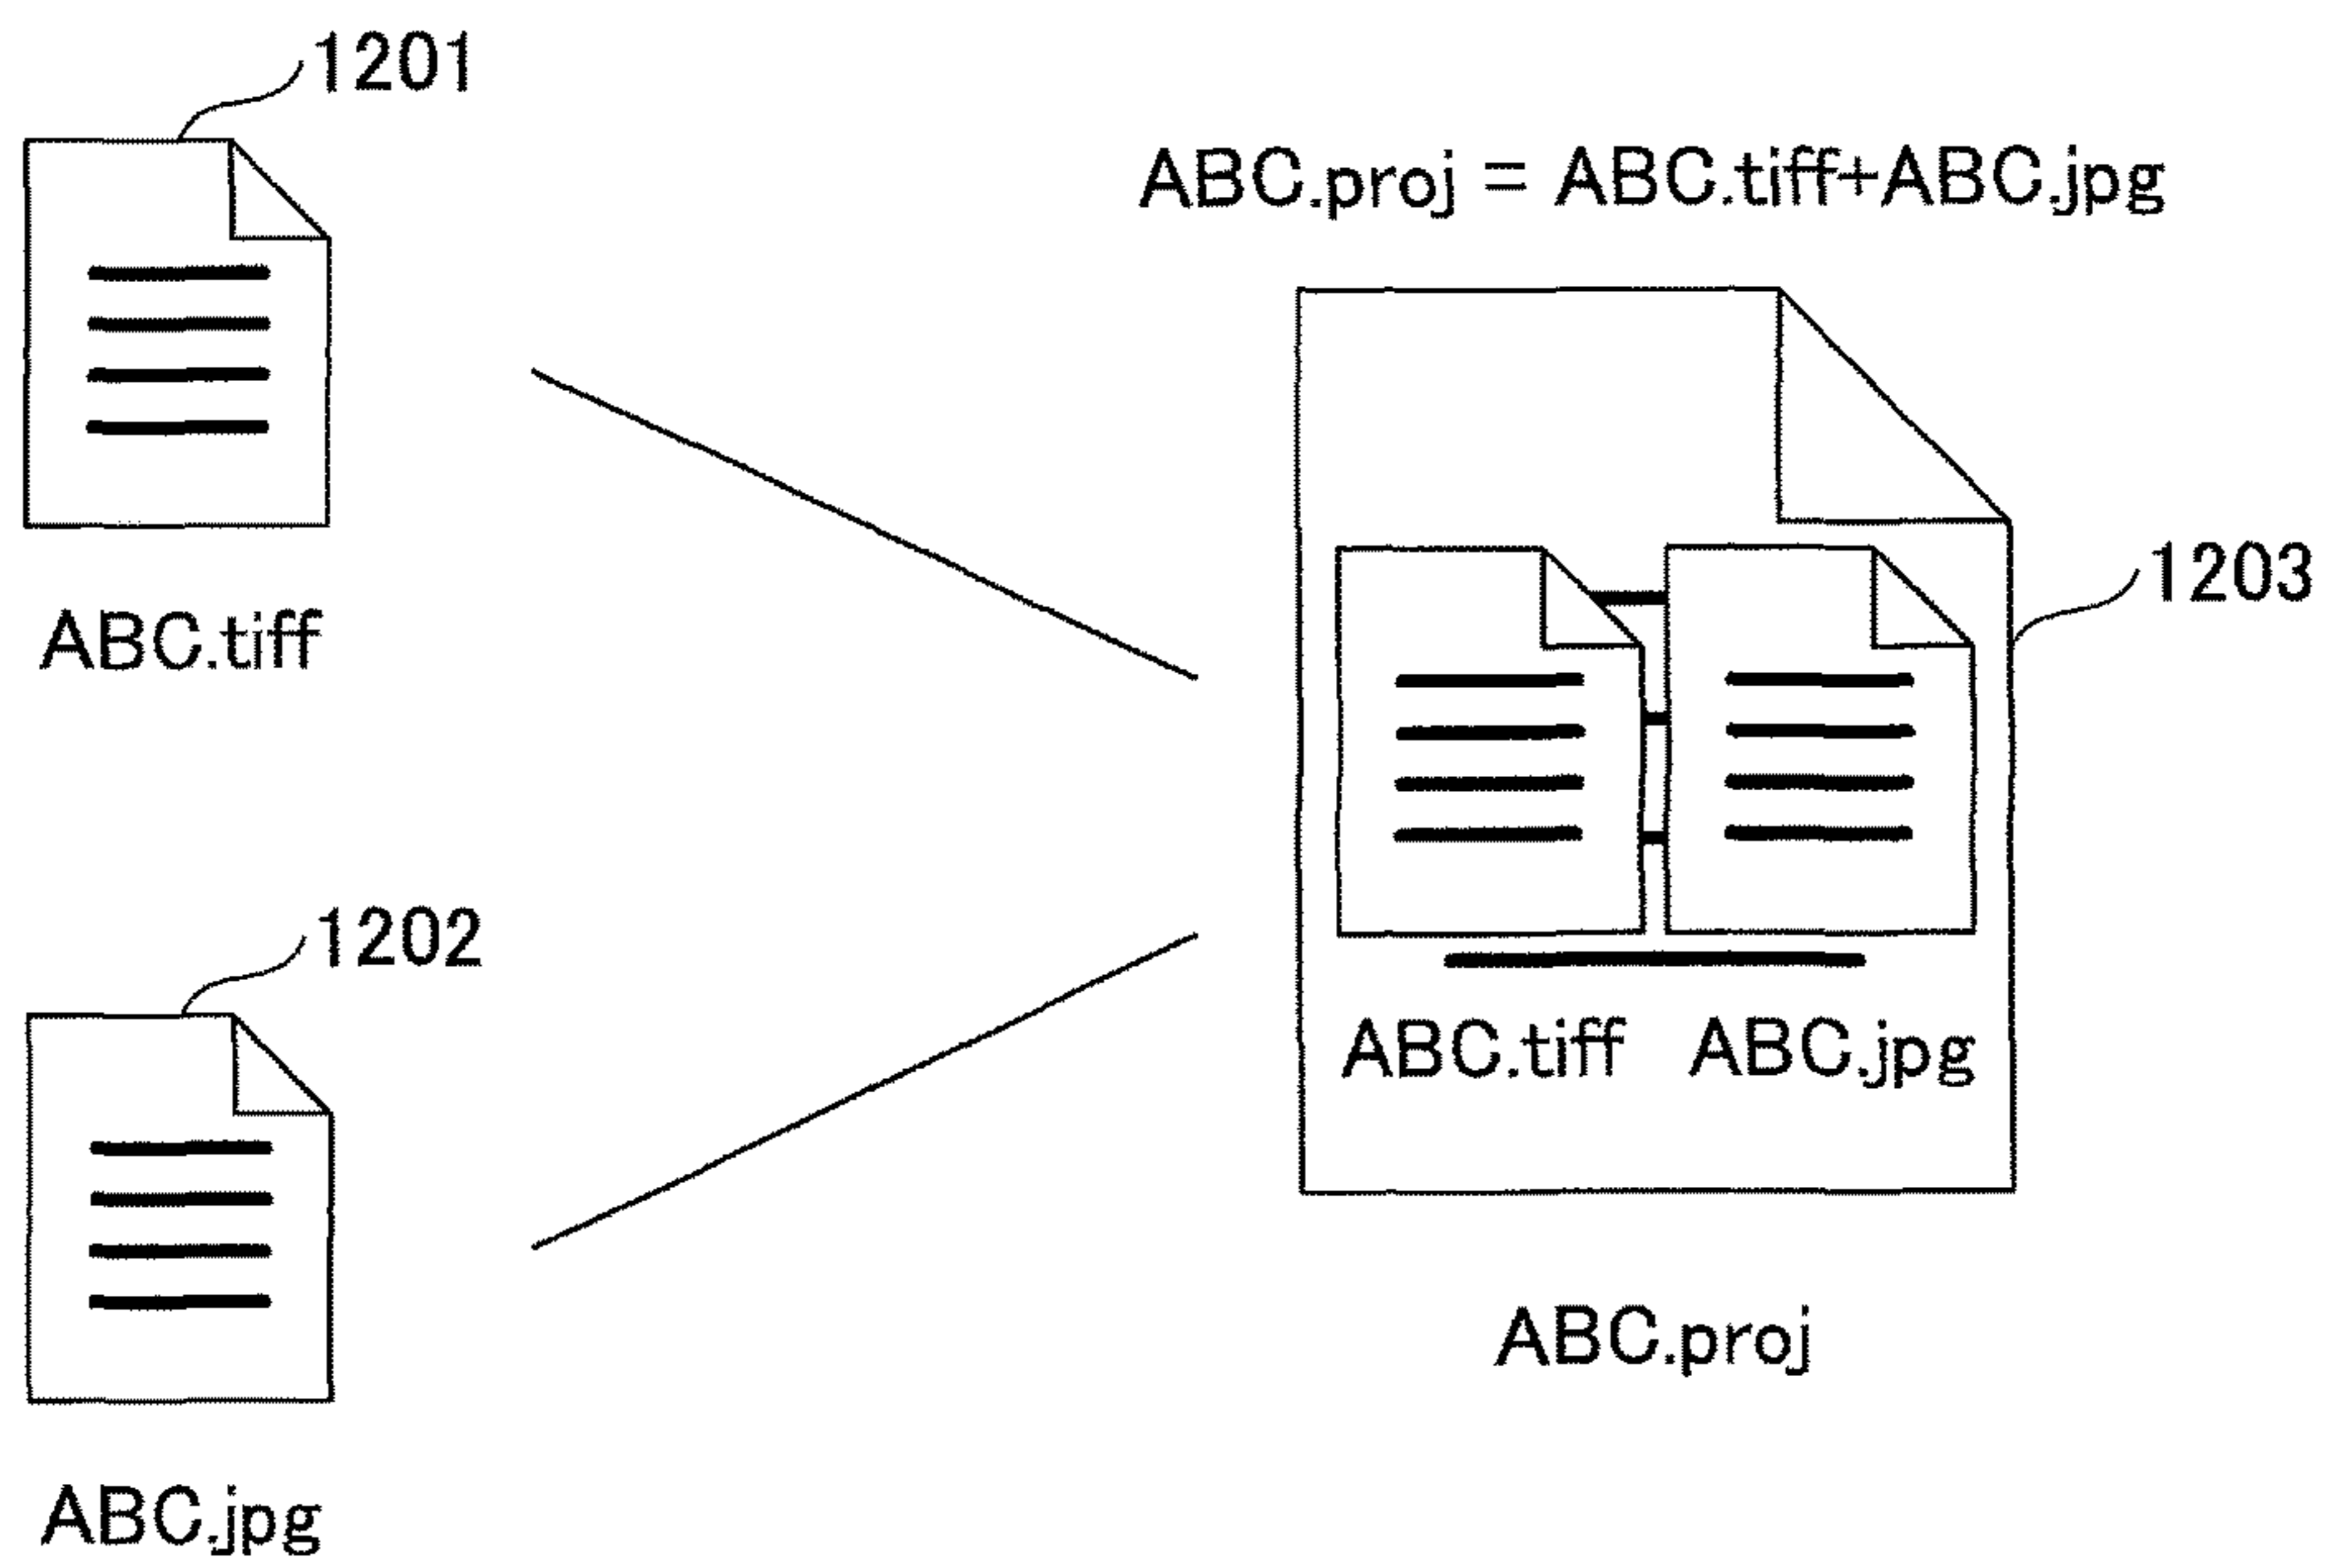 1201
ABC.tiff
1202
ABC.jpg
ABC.proj = ABC.tiff+ABC.jpg
1203
ABC.tiff ABC.jpg
ABC.proj